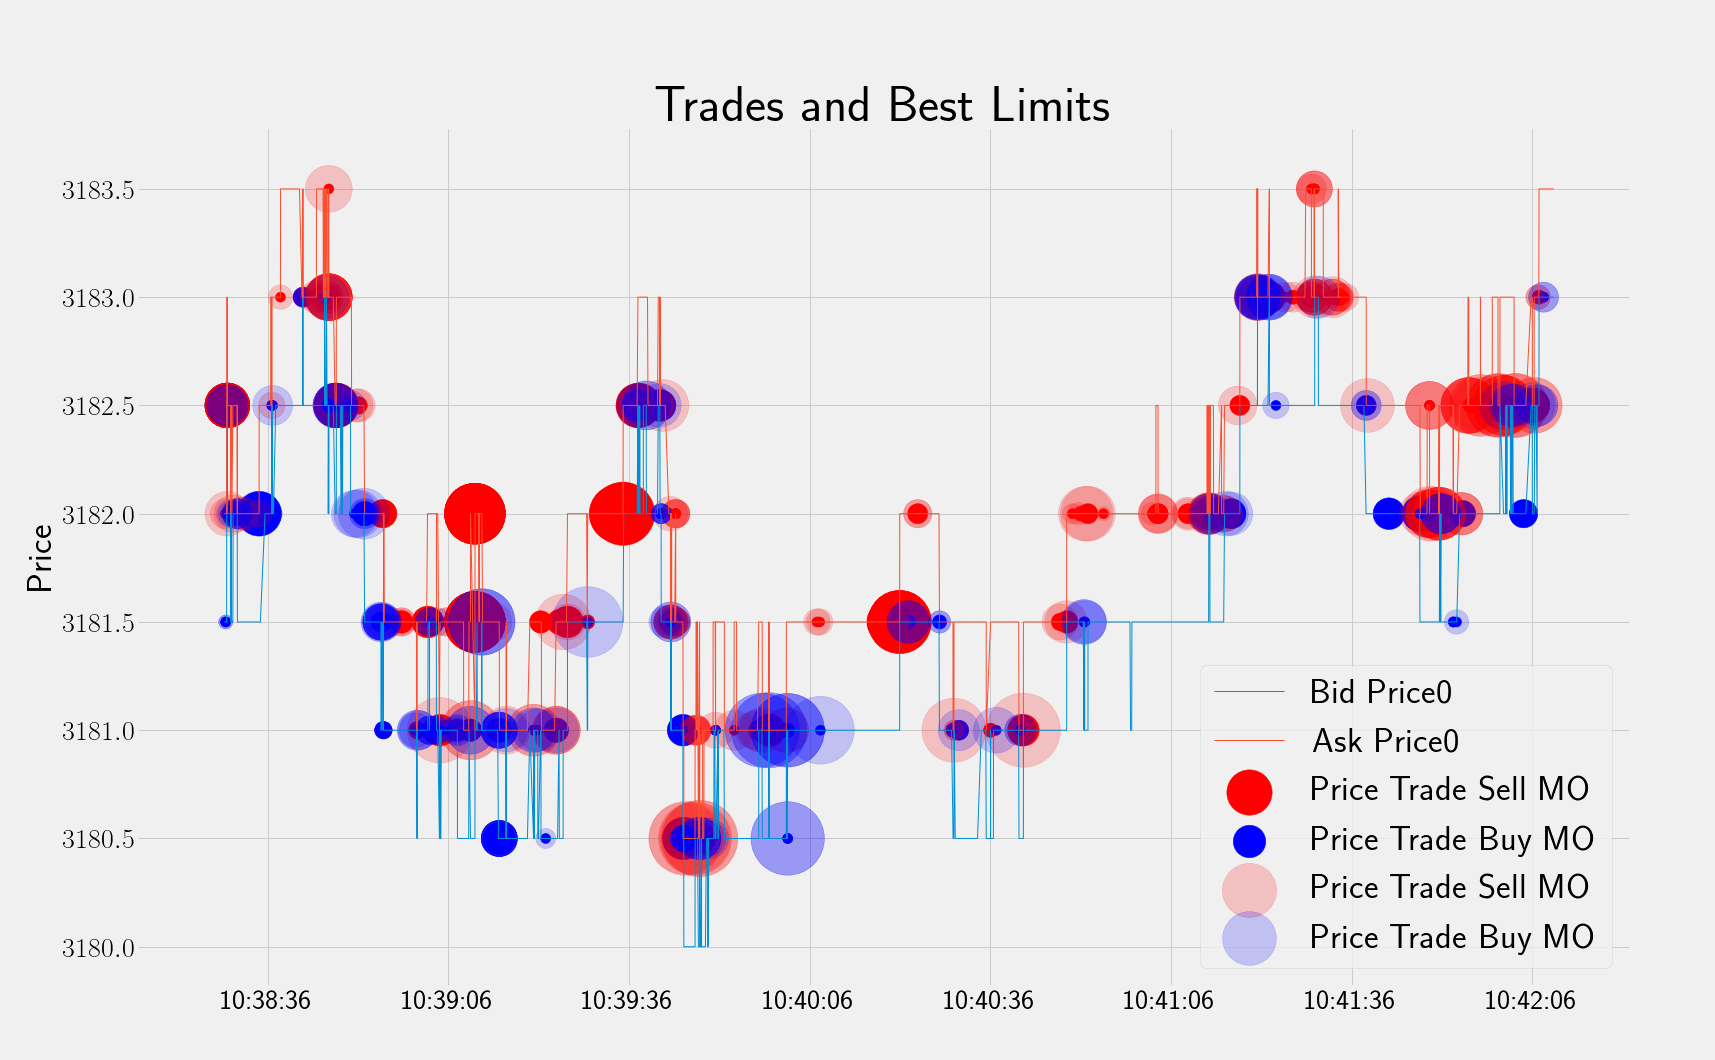 Trades and Best Limits
Price
3183.5
3183.0
3182.5
3182.0
3181.5
3181.0
3180.5
3180.0
10:38:36
10:39:06
10:39:36
10:40:06
10:40:36
10:41:06
10:41:36
10:42:06
Bid Price0
Ask Price0
Price Trade Sell MO
Price Trade Buy MO
Price Trade Sell MO
Price Trade Buy MO